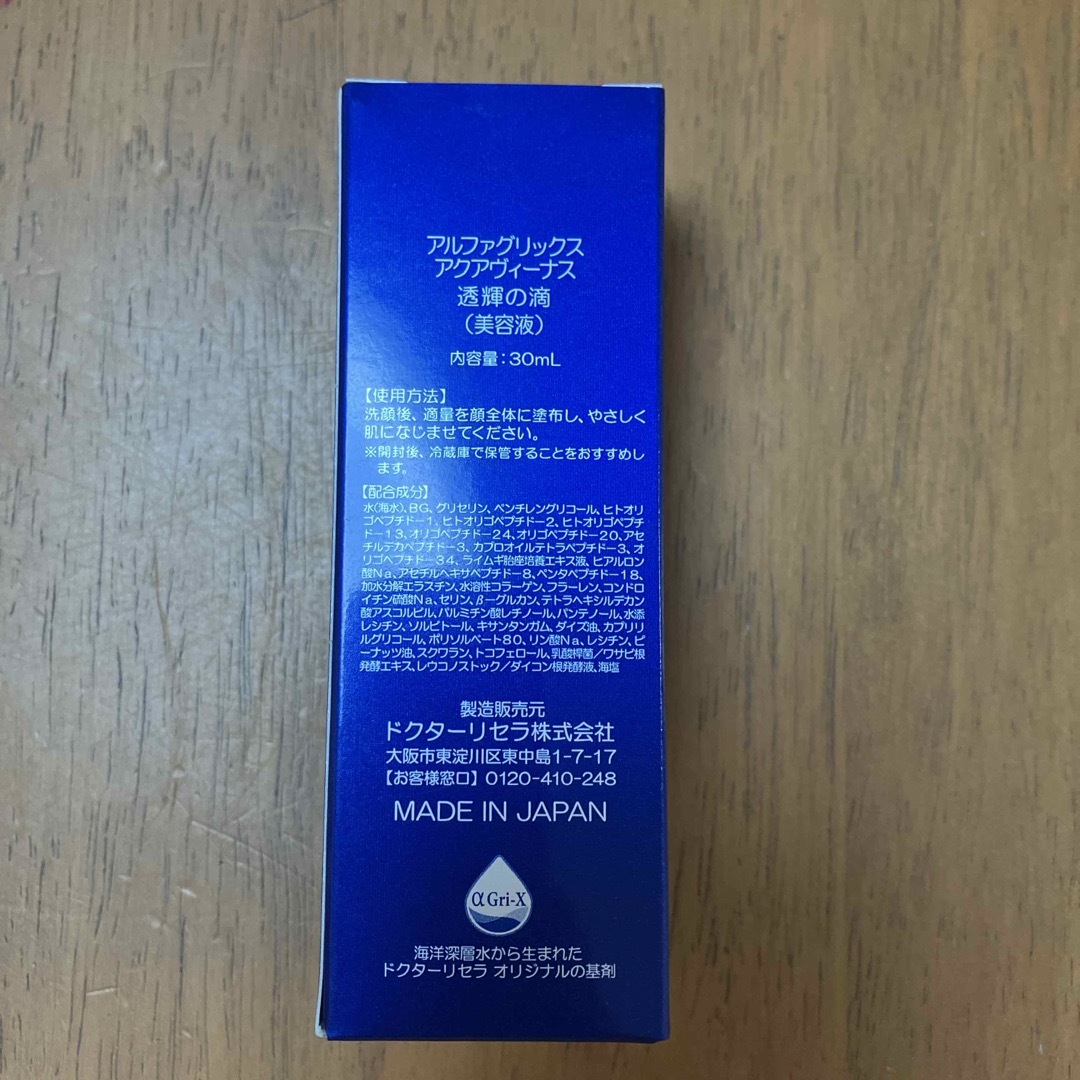 アルファグリックス
アクアヴィーナス
透輝の滴
（美容液）
内容量：30mL
【使用方法】
洗顔後、適量を顔全体に塗布し、やさしく
肌になじませてください。
※開封後、冷蔵庫で保管することをおすすめし
ます。
【配合成分】
水（海水）、BG、グリセリン、ペンチレングリコール、ヒトオリ
ゴペプチド－1、ヒトオリゴペプチド－2、ヒトオリゴペプチ
ド－13、オリゴペプチド－24、オリゴペプチド－20、アセ
チルデカペプチド－3、カプロオイルテトラペプチド－3、オ
リゴペプチド－34、ライムギ胎座培養エキス液、ヒアルロン
酸Na、アセチルヘキサペプチド－8、ペンタペプチド－18、
加水分解エラスチン、水溶性コラーゲン、フラーレン、コンドロ
イチン硫酸Na、セリン、β－グルカン、テトラヘキシルデカン
酸アスコルビル、パルミチン酸レチノール、パンテノール、水添
レシチン、ソルビトール、キサンタンガム、ダイズ油、カプリリ
ルグリコール、ポリソルベート80、リン酸Na、レシチン、ピ
ーナッツ油、スクワラン、トコフェロール、乳酸桿菌／ワサビ根
発酵エキス、レウコノストック／ダイコン根発酵液、海塩
製造販売元
ドクターリセラ株式会社
大阪市東淀川区東中島1-7-17
【お客様窓口】0120-410-248
MADE IN JAPAN
αGri-X
海洋深層水から生まれた
ドクターリセラ オリジナルの基剤